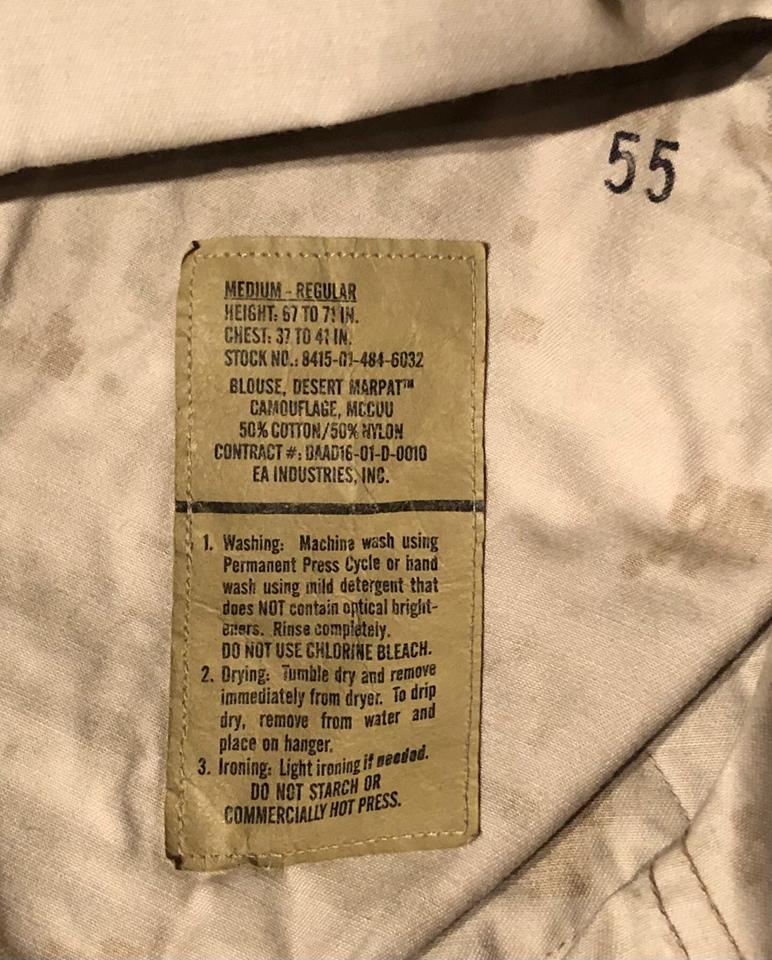 55
MEDIUM - REGULAR
HEIGHT: 67 TO 71 IN.
CHEST: 37 TO 41 IN.
STOCK NO.: 8415-01-484-6032
BLOUSE, DESERT MARPAT™
CAMOUFLAGE, MCCUU
50% COTTON/50% NYLON
CONTRACT #: DAAD16-01-D-0010
EA INDUSTRIES, INC.
1. Washing: Machine wash using
Permanent Press Cycle or hand
wash using mild detergent that
does NOT contain optical bright-
eners. Rinse completely.
DO NOT USE CHLORINE BLEACH.
2. Drying: Tumble dry and remove
immediately from dryer. To drip
dry, remove from water and
place on hanger.
3. Ironing: Light ironing if needed.
DO NOT STARCH OR
COMMERCIALLY HOT PRESS.